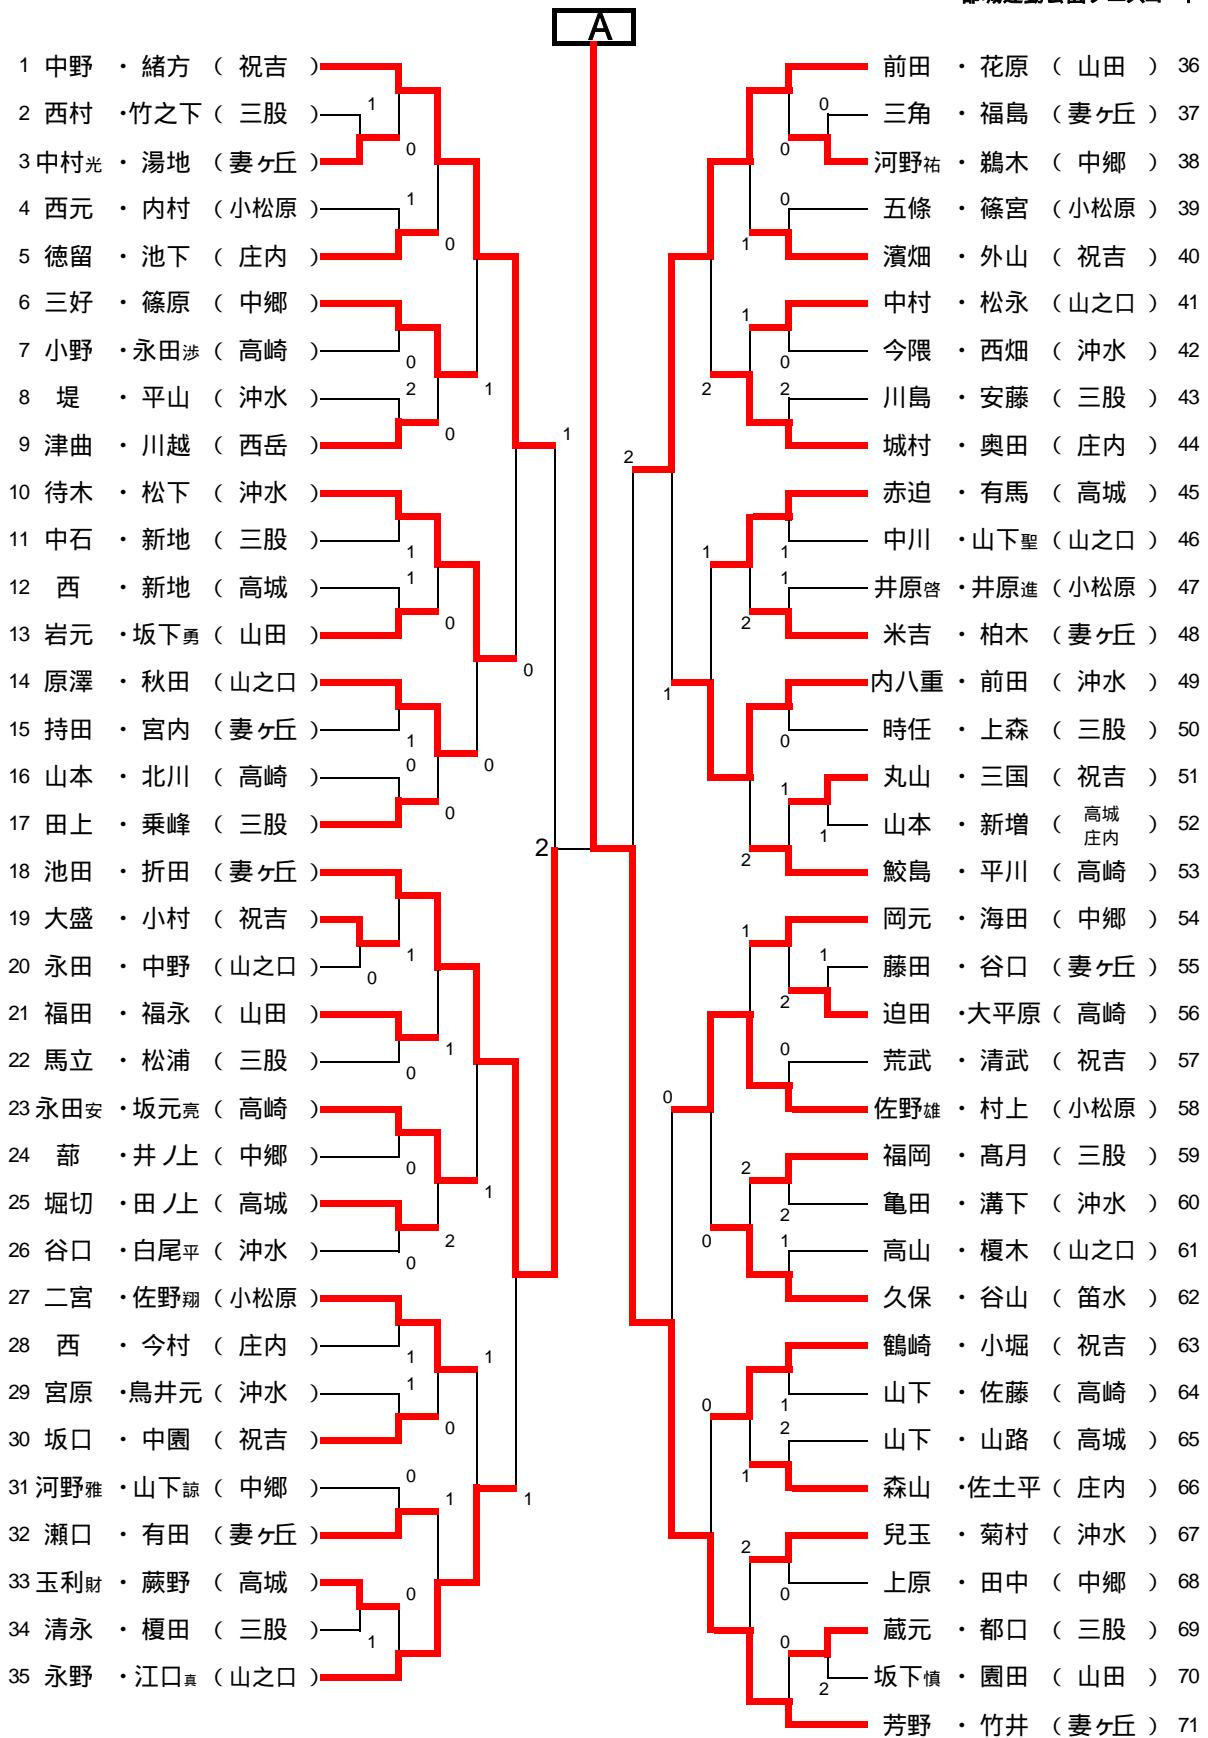 A
1 中野 ・ 緒方 ( 祝吉 )
2 西村 ・竹之下 ( 三股 )
3 中村光 ・ 湯地 (妻ヶ丘 )
4 西元 ・ 内村 (小松原 )
5 徳留 ・ 池下 ( 庄内 )
6 三好 ・ 篠原 ( 中郷 )
7 小野 ・永田渉 ( 高崎 )
8 堤 ・ 平山 ( 沖水 )
9 津曲 ・ 川越 ( 西岳 )
10 待木 ・ 松下 ( 沖水 )
11 中石 ・ 新地 ( 三股 )
12 西 ・ 新地 ( 高城 )
13 岩元 ・坂下勇 ( 山田 )
14 原澤 ・ 秋田 (山之口 )
15 持田 ・ 宮内 (妻ヶ丘 )
16 山本 ・ 北川 ( 高崎 )
17 田上 ・ 乗峰 ( 三股 )
18 池田 ・ 折田 (妻ヶ丘 )
19 大盛 ・ 小村 ( 祝吉 )
20 永田 ・ 中野 (山之口 )
21 福田 ・ 福永 ( 山田 )
22 馬立 ・ 松浦 ( 三股 )
23 永田安 ・坂元亮 ( 高崎 )
24 蔀 ・井ノ上 ( 中郷 )
25 堀切 ・田ノ上 ( 高城 )
26 谷口 ・白尾平 ( 沖水 )
27 二宮 ・佐野翔 (小松原 )
28 西 ・ 今村 ( 庄内 )
29 宮原 ・鳥井元 ( 沖水 )
30 坂口 ・ 中園 ( 祝吉 )
31 河野雅 ・山下諒 ( 中郷 )
32 瀬口 ・ 有田 (妻ヶ丘 )
33 玉利財 ・ 蕨野 ( 高城 )
34 清永 ・ 榎田 ( 三股 )
35 永野 ・江口真 (山之口 )
前田 ・ 花原 ( 山田 ) 36
三角 ・ 福島 (妻ヶ丘 ) 37
河野祐 ・ 鵜木 ( 中郷 ) 38
五條 ・ 篠宮 (小松原 ) 39
濱畑 ・ 外山 ( 祝吉 ) 40
中村 ・ 松永 (山之口 ) 41
今隈 ・ 西畑 ( 沖水 ) 42
川島 ・ 安藤 ( 三股 ) 43
城村 ・ 奥田 ( 庄内 ) 44
赤迫 ・ 有馬 ( 高城 ) 45
中川 ・山下聖 (山之口 ) 46
井原啓 ・井原進 (小松原 ) 47
米吉 ・ 柏木 (妻ヶ丘 ) 48
内八重 ・ 前田 ( 沖水 ) 49
時任 ・ 上森 ( 三股 ) 50
丸山 ・ 三国 ( 祝吉 ) 51
山本 ・ 新増 ( 高城 庄内 ) 52
鮫島 ・ 平川 ( 高崎 ) 53
岡元 ・ 海田 ( 中郷 ) 54
藤田 ・ 谷口 (妻ヶ丘 ) 55
迫田 ・大平原 ( 高崎 ) 56
荒武 ・ 清武 ( 祝吉 ) 57
佐野雄 ・ 村上 (小松原 ) 58
福岡 ・ 髙月 ( 三股 ) 59
亀田 ・ 溝下 ( 沖水 ) 60
高山 ・ 榎木 (山之口 ) 61
久保 ・ 谷山 ( 笛水 ) 62
鶴崎 ・ 小堀 ( 祝吉 ) 63
山下 ・ 佐藤 ( 高崎 ) 64
山下 ・ 山路 ( 高城 ) 65
森山 ・佐土平 ( 庄内 ) 66
兒玉 ・ 菊村 ( 沖水 ) 67
上原 ・ 田中 ( 中郷 ) 68
蔵元 ・ 都口 ( 三股 ) 69
坂下慎 ・ 園田 ( 山田 ) 70
芳野 ・ 竹井 (妻ヶ丘 ) 71